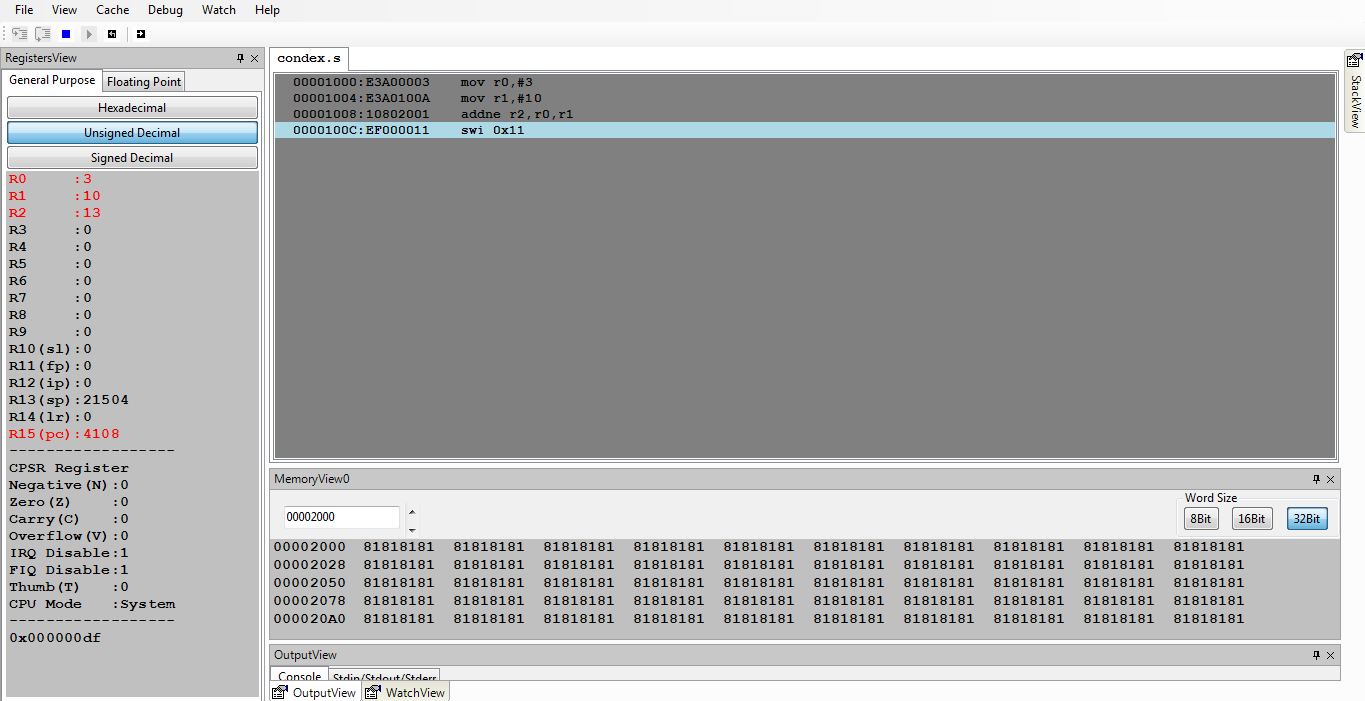 File View Cache Debug Watch Help
RegistersView
General Purpose Floating Point
Hexadecimal
Unsigned Decimal
Signed Decimal
R0 :3
R1 :10
R2 :13
R3 :0
R4 :0
R5 :0
R6 :0
R7 :0
R8 :0
R9 :0
R10(sl):0
R11(fp):0
R12(ip):0
R13(sp):21504
R14(lr):0
R15(pc):4108
------------------
CPSR Register
Negative(N):0
Zero(Z) :0
Carry(C) :0
Overflow(V):0
IRQ Disable:1
FIQ Disable:1
Thumb(T) :0
CPU Mode :System
------------------
0x000000df
condex.s
00001000:E3A00003 mov r0,#3
00001004:E3A0100A mov r1,#10
00001008:10802001 addne r2,r0,r1
0000100C:EF000011 swi 0x11
StackView
MemoryView0
00002000
Word Size
8Bit 16Bit 32Bit
00002000 81818181 81818181 81818181 81818181 81818181 81818181 81818181 81818181 81818181 81818181
00002028 81818181 81818181 81818181 81818181 81818181 81818181 81818181 81818181 81818181 81818181
00002050 81818181 81818181 81818181 81818181 81818181 81818181 81818181 81818181 81818181 81818181
00002078 81818181 81818181 81818181 81818181 81818181 81818181 81818181 81818181 81818181 81818181
000020A0 81818181 81818181 81818181 81818181 81818181 81818181 81818181 81818181 81818181 81818181
OutputView
Console Stdin/Stdout/Stderr
OutputView WatchView